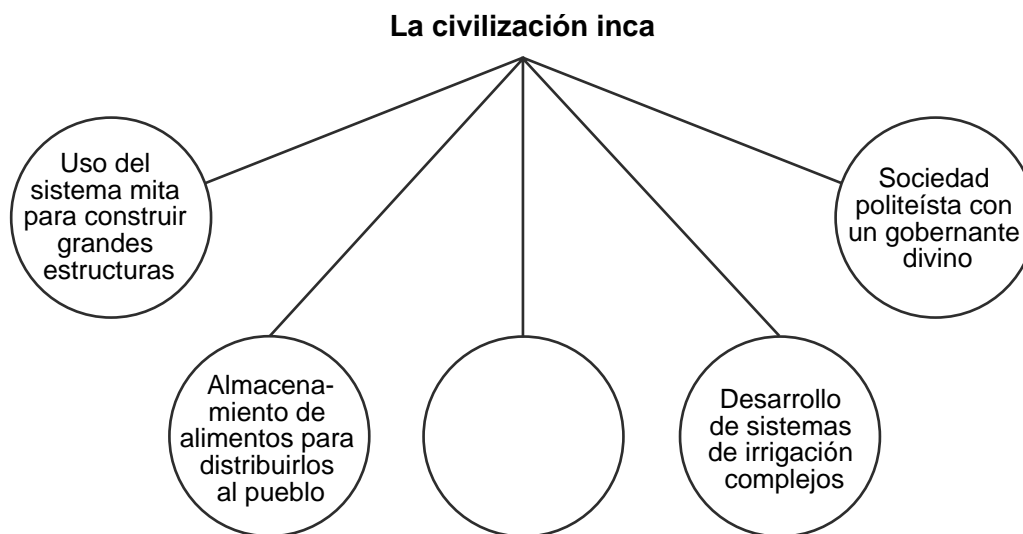 La civilización inca
Uso del
sistema mita
para construir
grandes
estructuras
Sociedad
politeísta con
un gobernante
divino
Almacena-
miento de
alimentos para
distribuirlos
al pueblo
Desarrollo
de sistemas
de irrigación
complejos